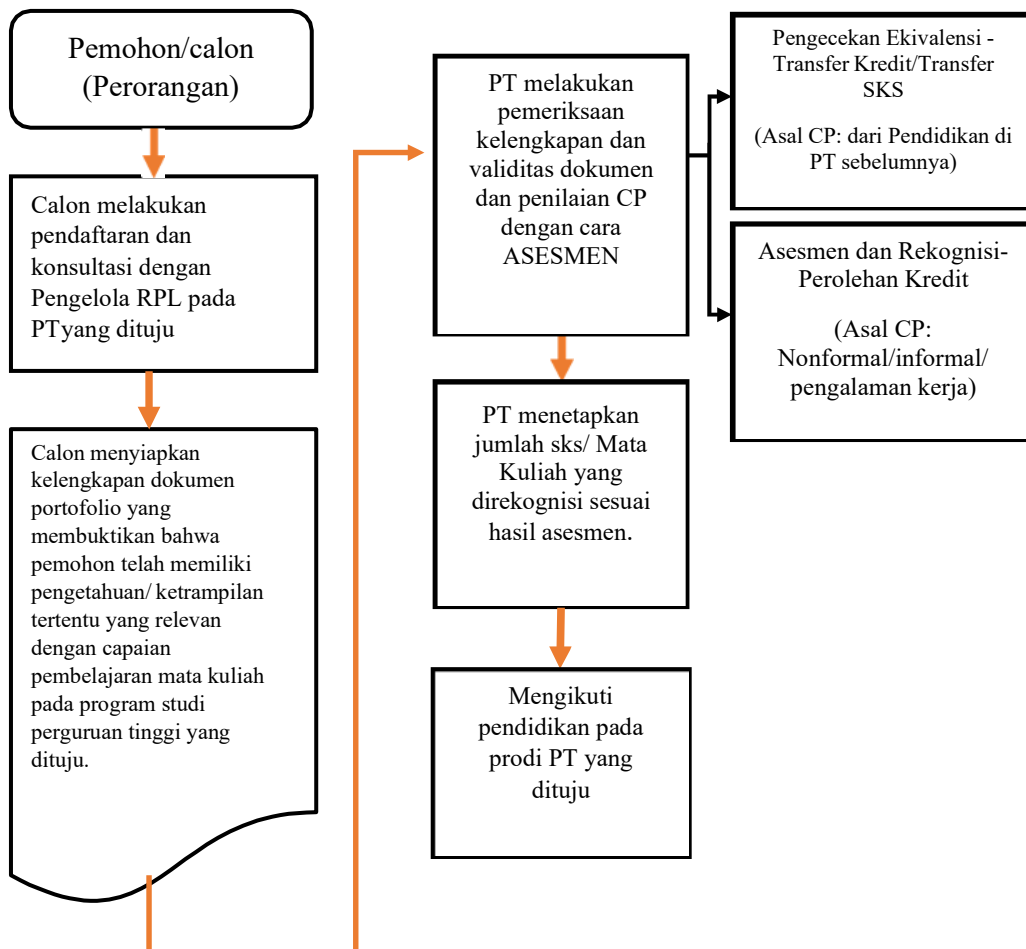 Pemohon/calon
(Perorangan)
Calon melakukan
pendaftaran dan
konsultasi dengan
Pengelola RPL pada
PTyang dituju
Calon menyiapkan
kelengkapan dokumen
portofolio yang
membuktikan bahwa
pemohon telah memiliki
pengetahuan/ ketrampilan
tertentu yang relevan
dengan capaian
pembelajaran mata kuliah
pada program studi
perguruan tinggi yang
dituju.
PT melakukan
pemeriksaan
kelengkapan dan
validitas dokumen
dan penilaian CP
dengan cara
ASESMEN
Pengecekan Ekivalensi -
Transfer Kredit/Transfer
SKS
(Asal CP: dari Pendidikan di
PT sebelumnya)
Asesmen dan Rekognisi-
Perolehan Kredit
(Asal CP:
Nonformal/informal/
pengalaman kerja)
PT menetapkan
jumlah sks/ Mata
Kuliah yang
direkognisi sesuai
hasil asesmen.
Mengikuti
pendidikan pada
prodi PT yang
dituju